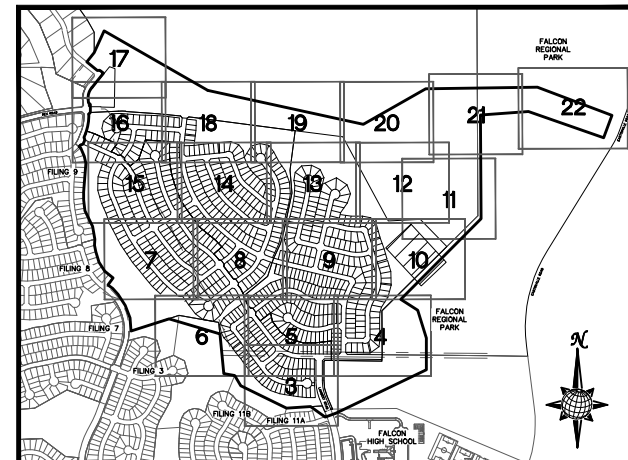 FALCON
REGIONAL
PARK
17
22
21
16
18
19
20
FILING 9
15
14
13
12
11
7
8
9
10
FILING 8
FALCON
REGIONAL
PARK
FILING 7
6
5
4
N
FILING 3
3
FILING 11B
FILING 11A
FALCON
HIGH SCHOOL